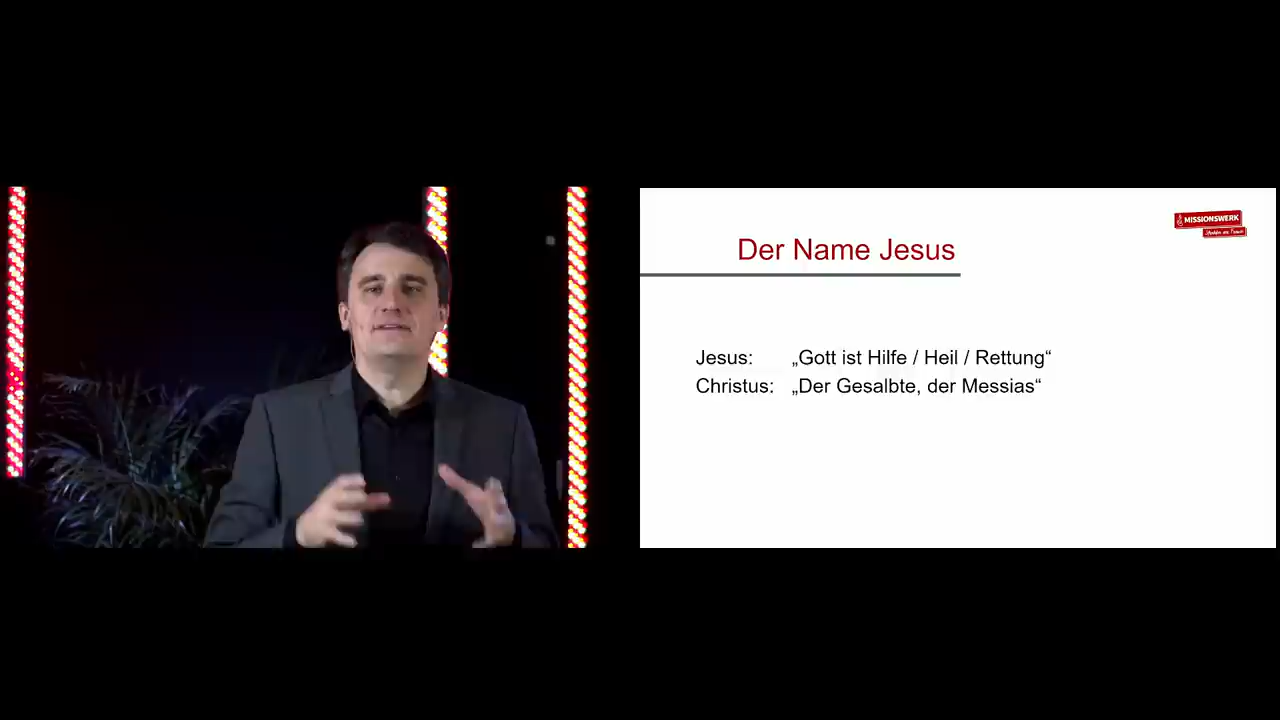 MISSIONSWERK
Der Name Jesus
Jesus: „Gott ist Hilfe / Heil / Rettung“
Christus: „Der Gesalbte, der Messias“